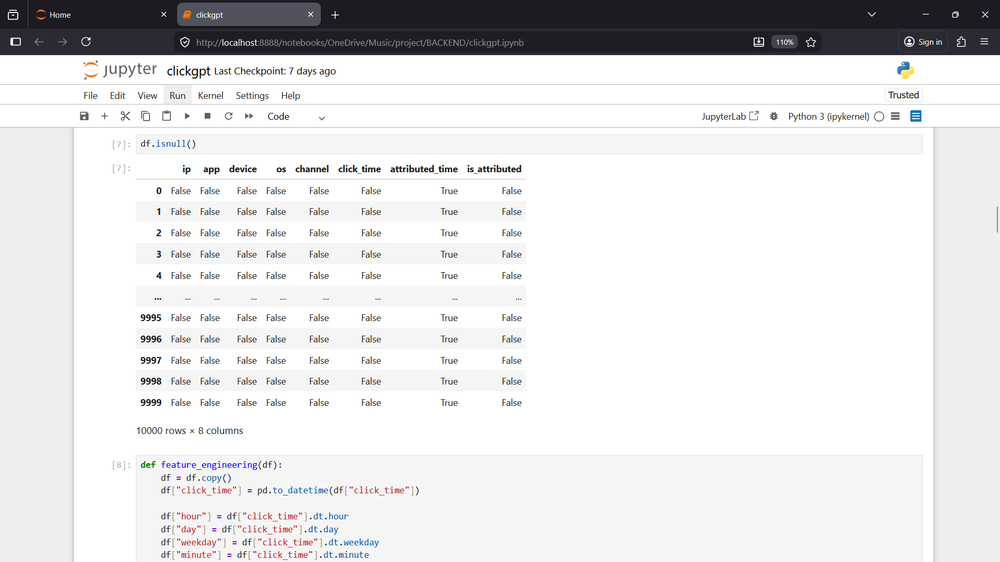 Home
clickgpt
http://localhost:8888/notebooks/OneDrive/Music/project/BACKEND/clickgpt.ipynb
110%
Sign in
jupyter clickgpt Last Checkpoint: 7 days ago
File Edit View Run Kernel Settings Help
Trusted
Code
JupyterLab
Python 3 (ipykernel)
[7]: df.isnull()
[7]: ip app device os channel click_time attributed_time is_attributed
0 False False False False False False True False
1 False False False False False False True False
2 False False False False False False True False
3 False False False False False False True False
4 False False False False False False True False
... ... ... ... ... ... ... ... ...
9995 False False False False False False True False
9996 False False False False False False True False
9997 False False False False False False True False
9998 False False False False False False True False
9999 False False False False False False True False
10000 rows × 8 columns
[8]: def feature_engineering(df):
    df = df.copy()
    df["click_time"] = pd.to_datetime(df["click_time"])
    df["hour"] = df["click_time"].dt.hour
    df["day"] = df["click_time"].dt.day
    df["weekday"] = df["click_time"].dt.weekday
    df["minute"] = df["click_time"].dt.minute